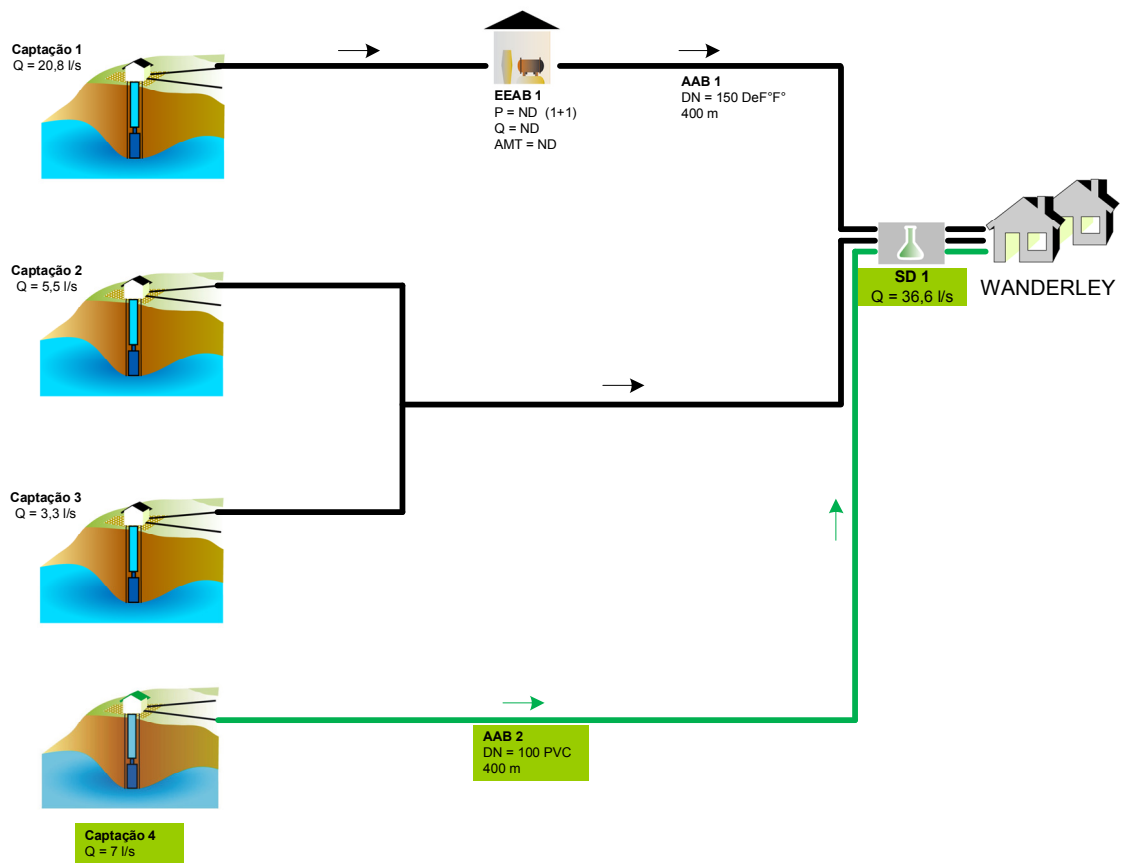 Captação 1
Q = 20,8 l/s
EEAB 1
P = ND (1+1)
Q = ND
AMT = ND
AAB 1
DN = 150 DeF°F°
400 m
Captação 2
Q = 5,5 l/s
SD 1
Q = 36,6 l/s
WANDERLEY
Captação 3
Q = 3,3 l/s
AAB 2
DN = 100 PVC
400 m
Captação 4
Q = 7 l/s